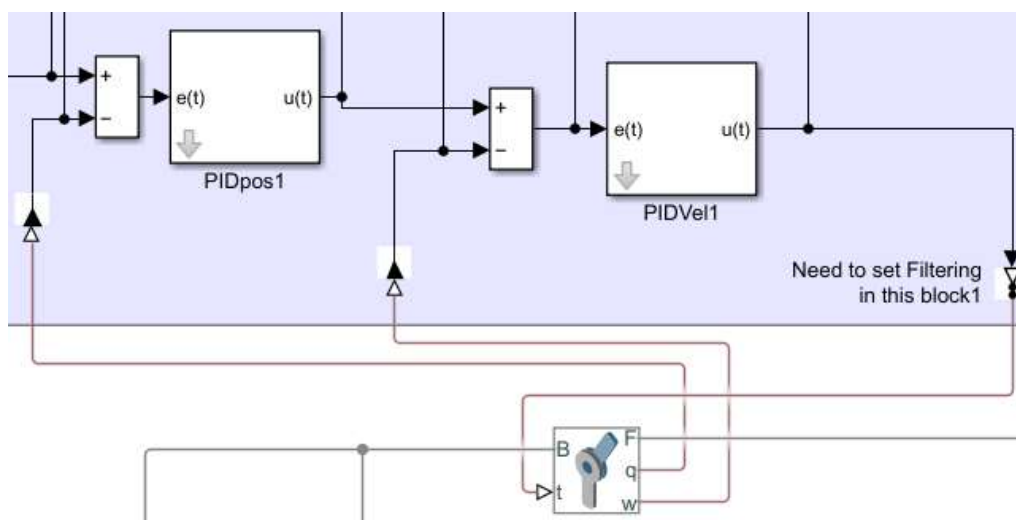 +
−
e(t)
u(t)
PIDpos1
+
−
e(t)
u(t)
PIDVel1
Need to set Filtering
in this block1
B
F
q
t
w